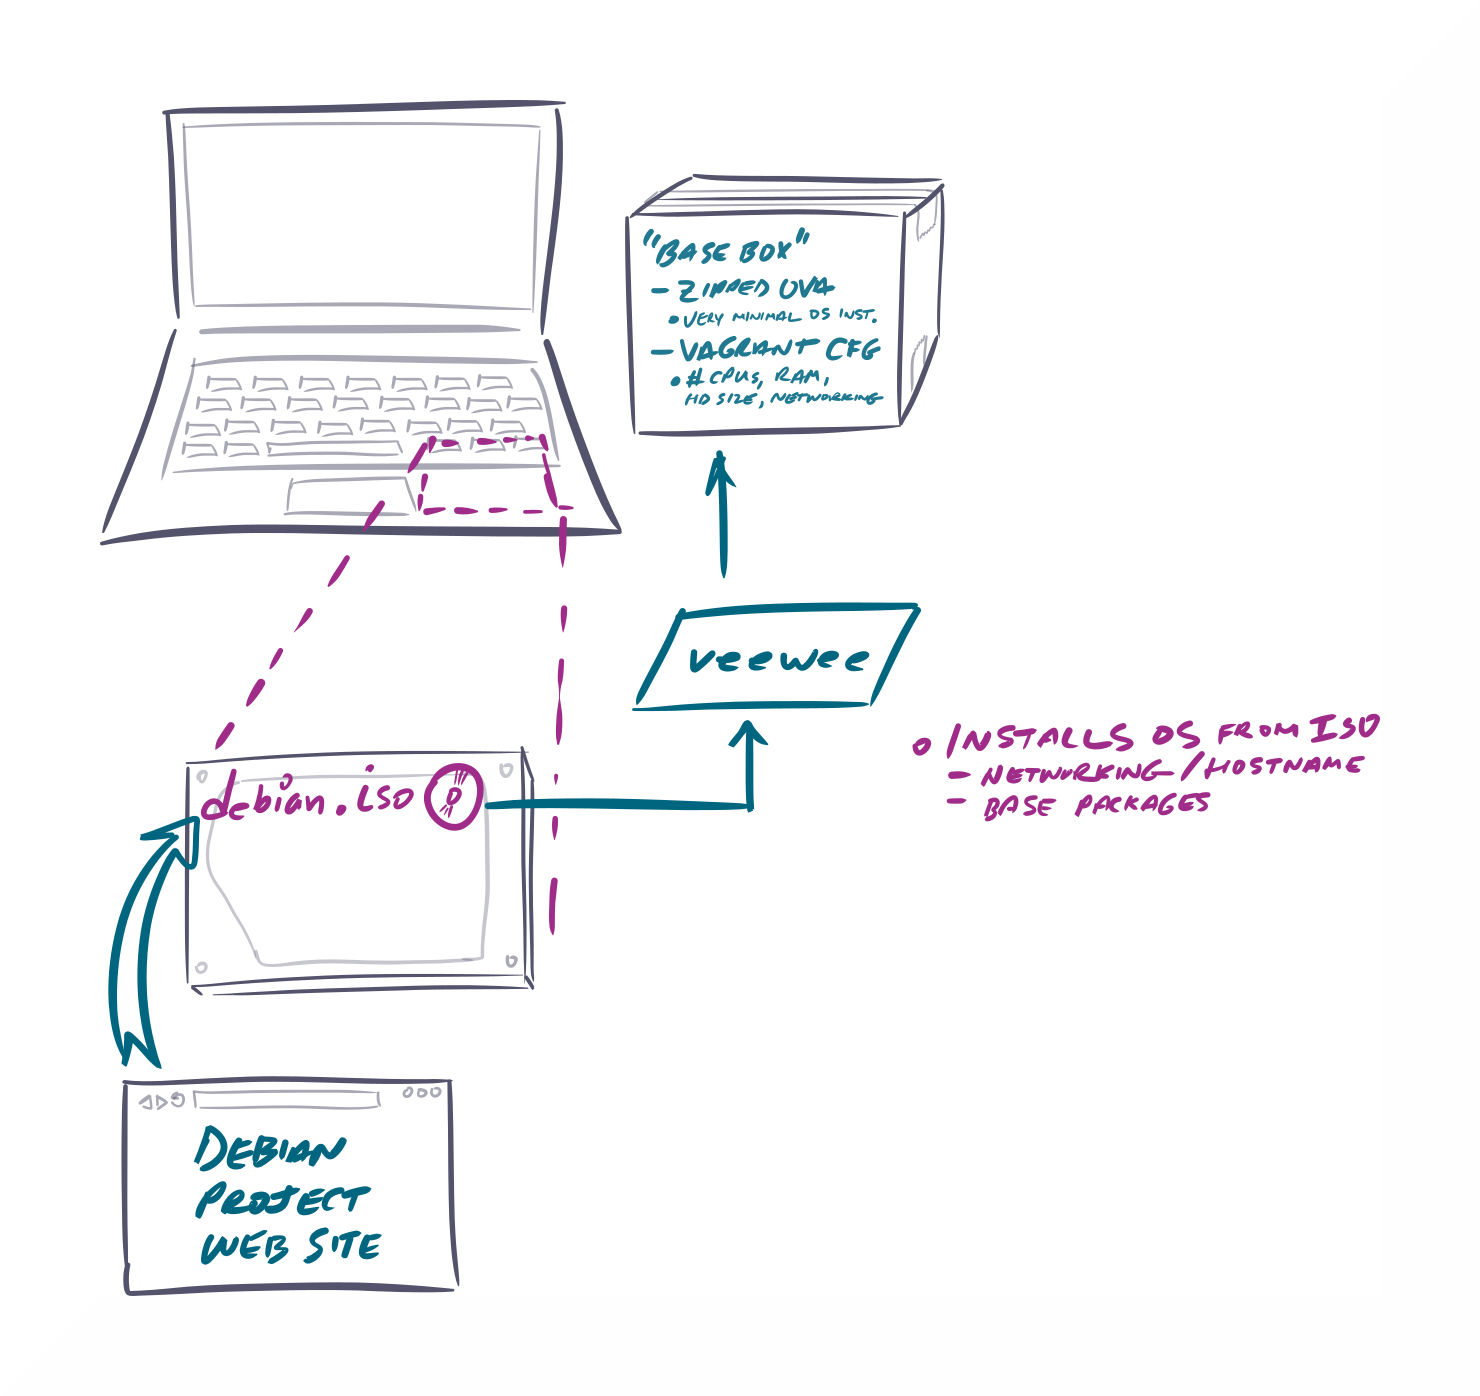 "BASE BOX"
- ZIPPED OVA
• VERY MINIMAL OS INST.
- VAGRANT CFG
• # CPUS, RAM,
HD SIZE, NETWORKING
veewee
o INSTALLS OS FROM ISO
- NETWORKING/HOSTNAME
- BASE PACKAGES
debian.iso
DEBIAN
PROJECT
WEB SITE